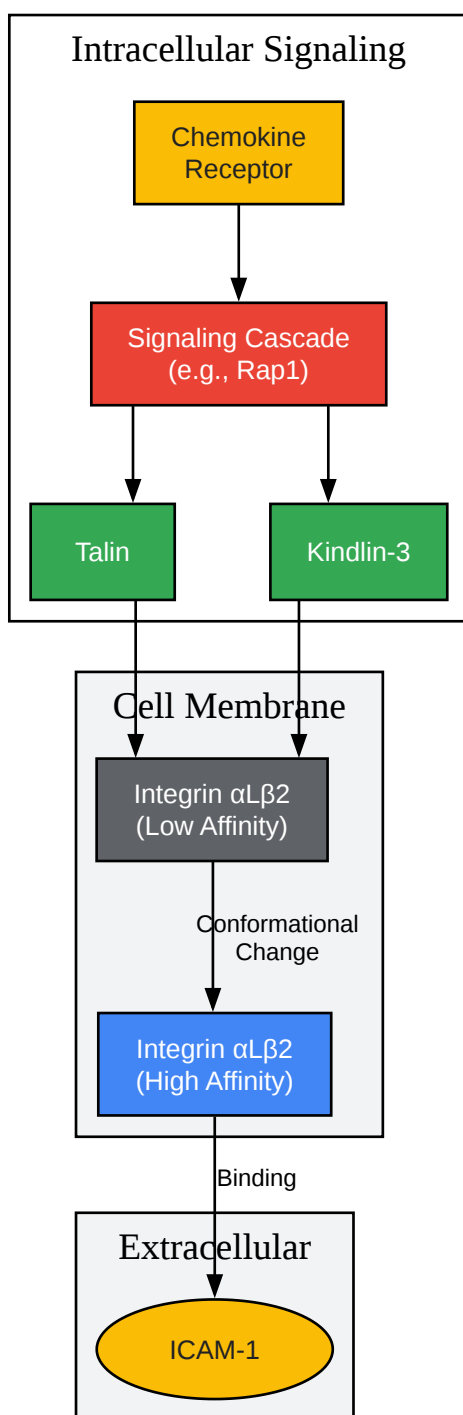 Intracellular Signaling
Chemokine
Receptor
Signaling Cascade
(e.g., Rap1)
Talin
Kindlin-3
Cell Membrane
Integrin αLβ2
(Low Affinity)
Conformational
Change
Integrin αLβ2
(High Affinity)
Binding
Extracellular
ICAM-1